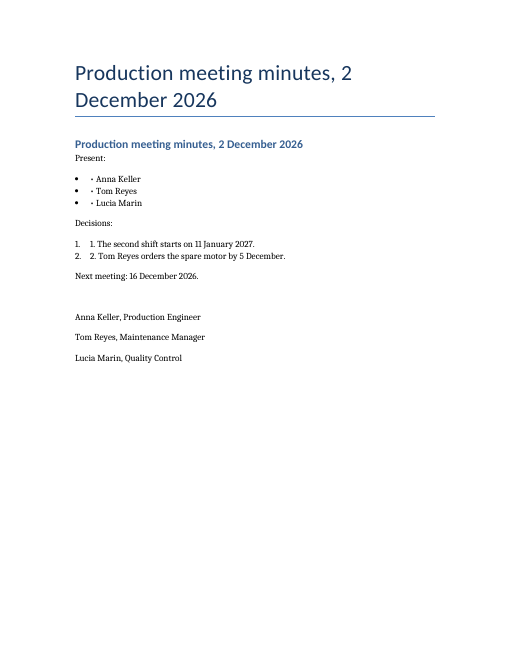 Production meeting minutes, 2
December 2026
Production meeting minutes, 2 December 2026
Present:
• • Anna Keller
• • Tom Reyes
• • Lucia Marin
Decisions:
1. 1. The second shift starts on 11 January 2027.
2. 2. Tom Reyes orders the spare motor by 5 December.
Next meeting: 16 December 2026.
Anna Keller, Production Engineer
Tom Reyes, Maintenance Manager
Lucia Marin, Quality Control